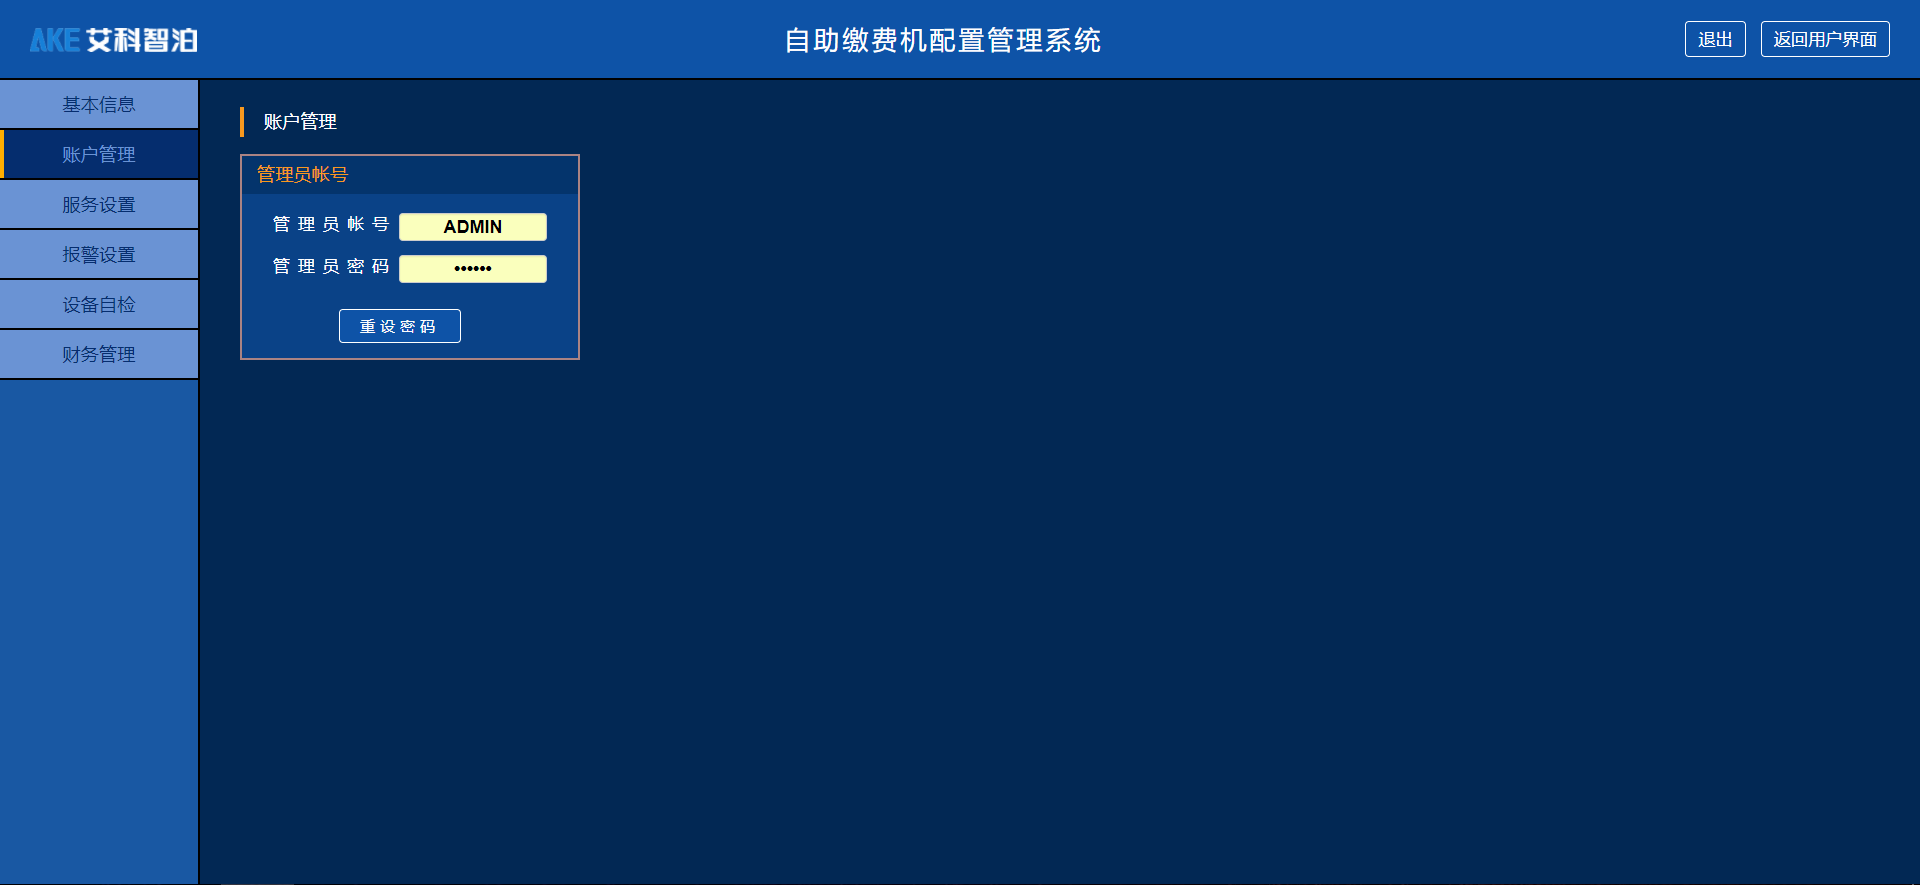 AKE 艾科智泊
自助缴费机配置管理系统
退出
返回用户界面
基本信息
账户管理
服务设置
报警设置
设备自检
财务管理
账户管理
管理员帐号
管理员帐号 ADMIN
管理员密码 ••••••
重设密码